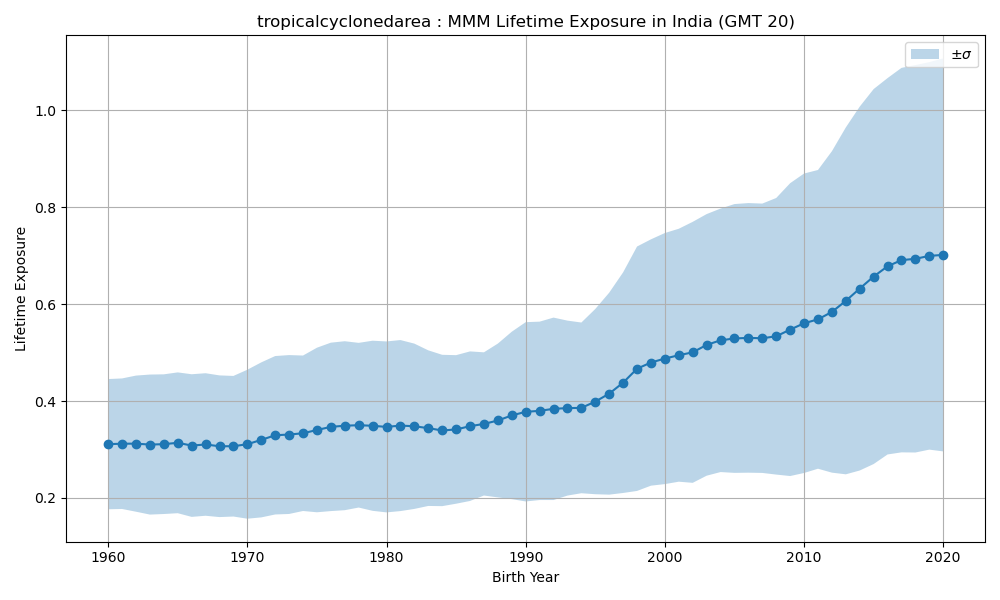 tropicalcyclonedarea : MMM Lifetime Exposure in India (GMT 20)
±σ
Lifetime Exposure
1.0
0.8
0.6
0.4
0.2
1960 1970 1980 1990 2000 2010 2020
Birth Year